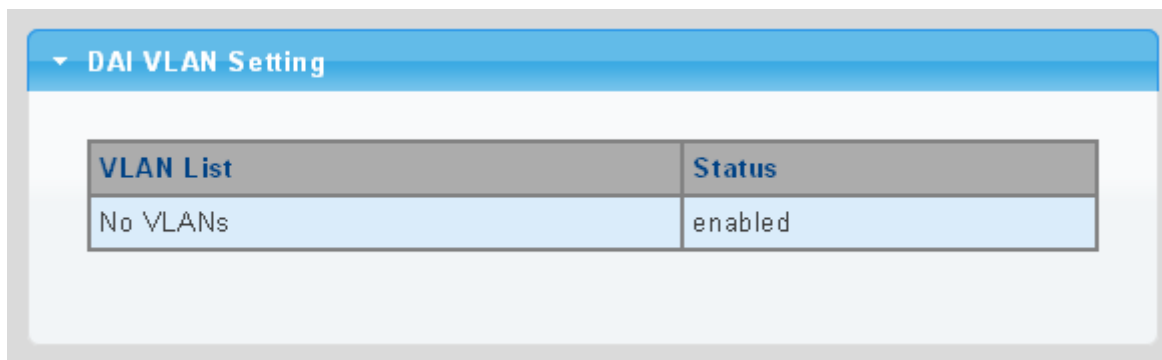 DAI VLAN Setting
VLAN List Status
No VLANs enabled